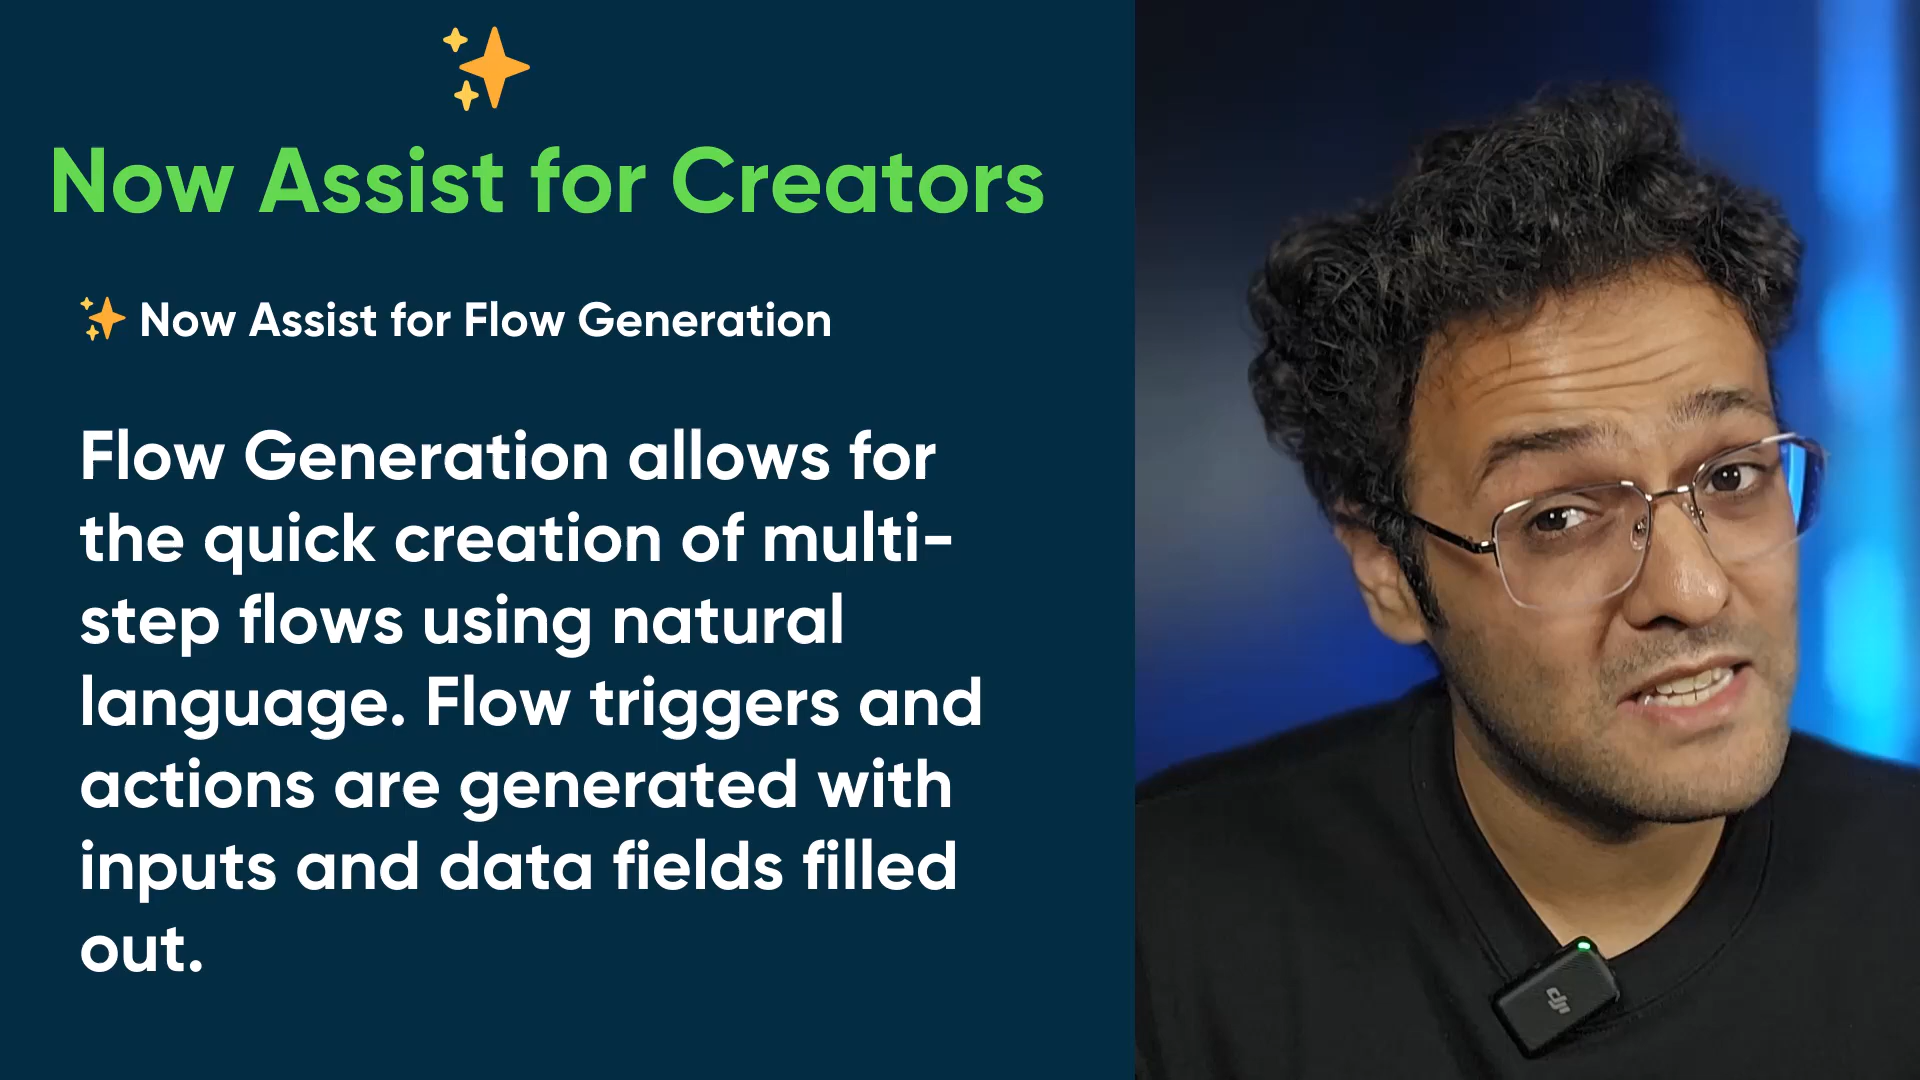 Now Assist for Creators
✨ Now Assist for Flow Generation
Flow Generation allows for
the quick creation of multi-
step flows using natural
language. Flow triggers and
actions are generated with
inputs and data fields filled
out.
dji